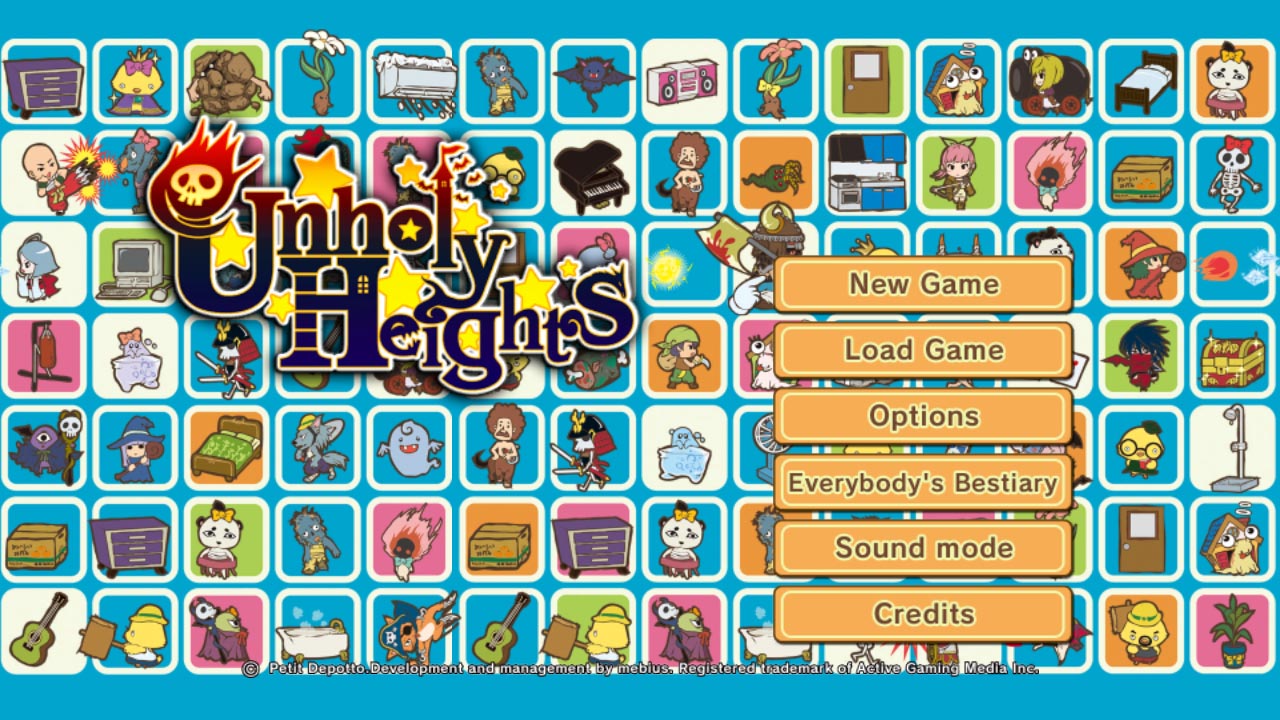 Unholy
Heights
New Game
Load Game
Options
Everybody's Bestiary
Sound mode
Credits
© Petit Depotto.Development and management by mebius. Registered trademark of Active Gaming Media Inc.